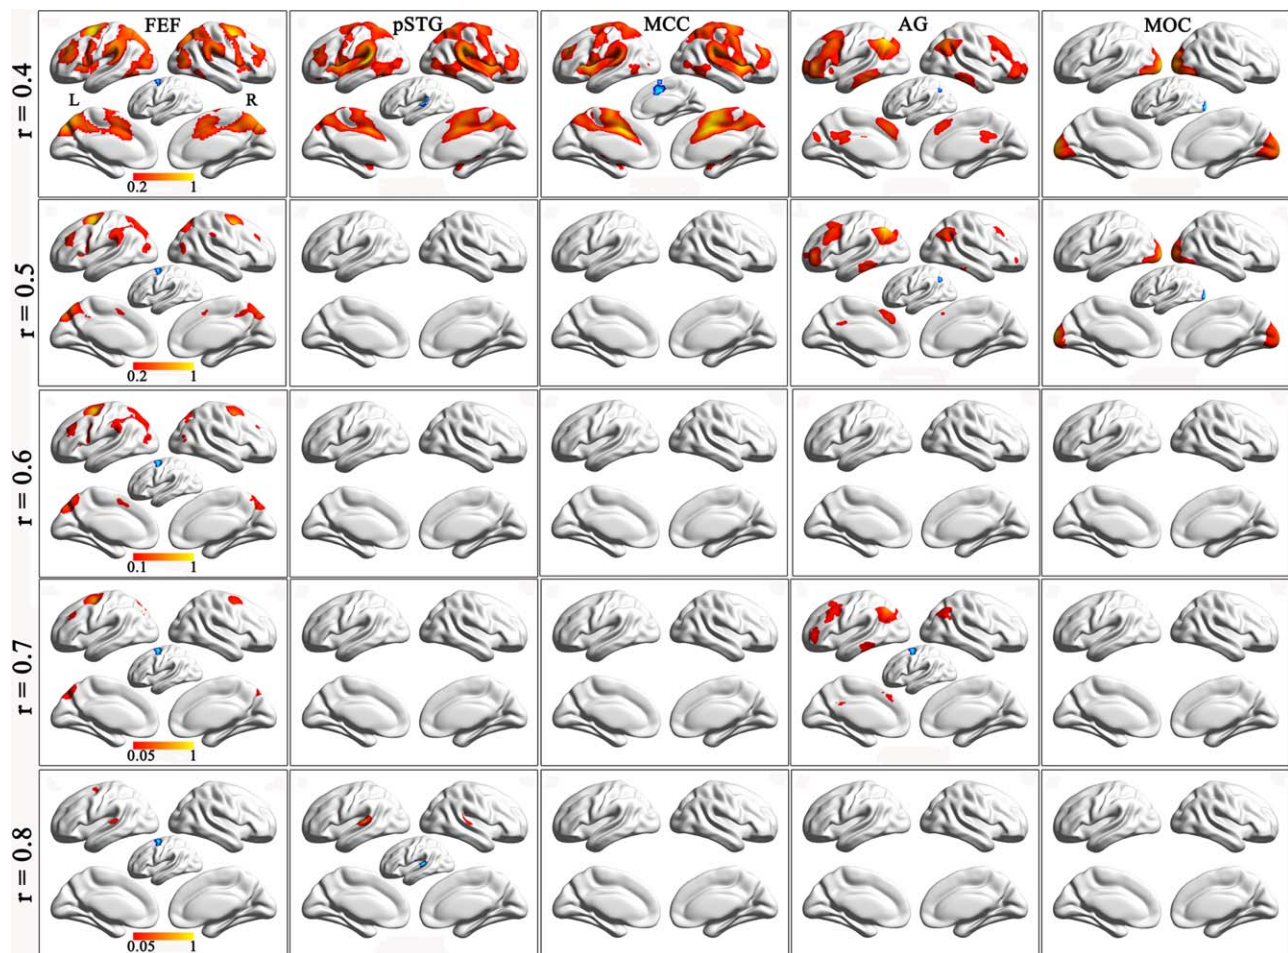 FEF pSTG MCC AG MOC
r = 0.4
L R
0.2 1
r = 0.5
0.2 1
r = 0.6
0.1 1
r = 0.7
0.05 1
r = 0.8
0.05 1